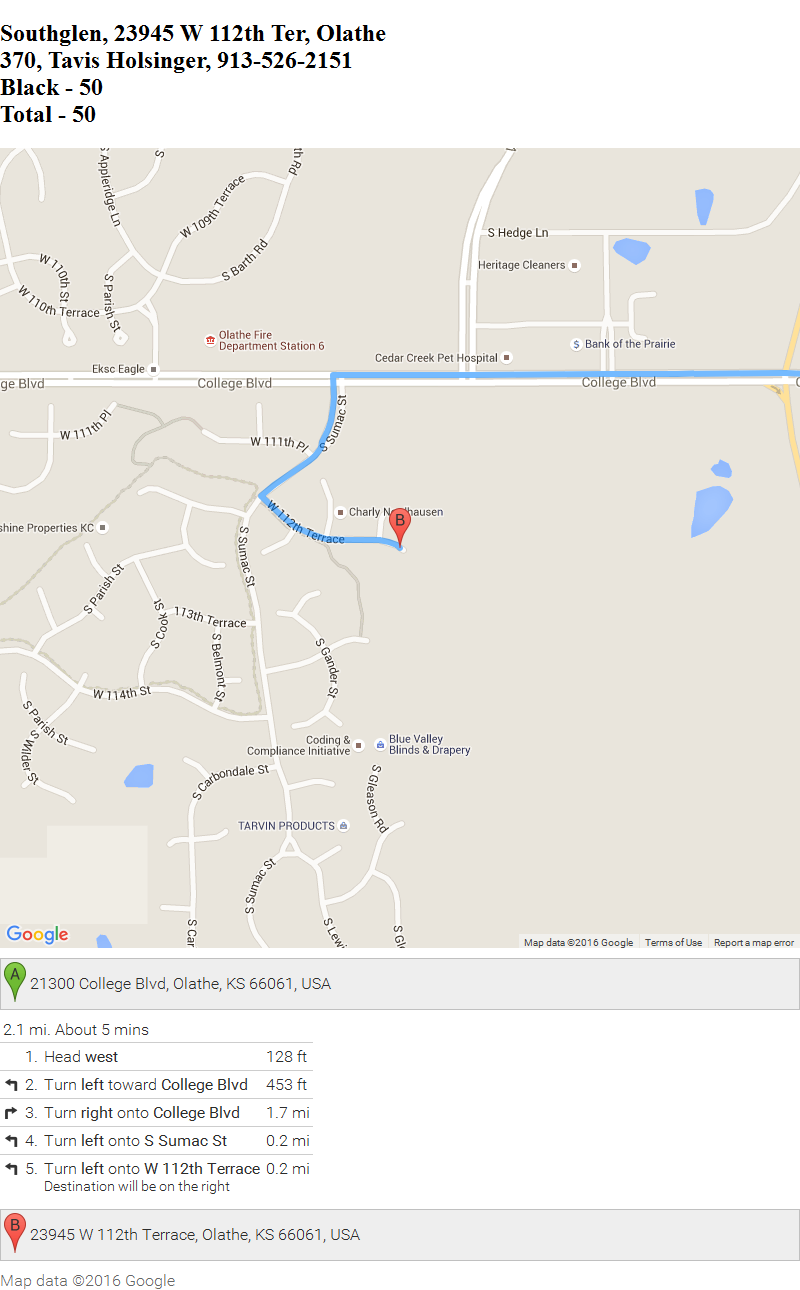 Southglen, 23945 W 112th Ter, Olathe
370, Tavis Holsinger, 913-526-2151
Black - 50
Total - 50
S Appleridge Ln
W 109th Terrace
S Barth Rd
S Hedge Ln
Heritage Cleaners
W 110th St
W 110th Terrace
S Parish St
Olathe Fire
Department Station 6
Bank of the Prairie
Cedar Creek Pet Hospital
Eksc Eagle
ge Blvd
College Blvd
College Blvd
S Sumac St
W 111th Pl
W 111th Pl
W 112th Terrace
B
shine Properties KC
S Sumac St
S Parish St
S Cook St
113th Terrace
S Belmont St
S Gander St
W 114th St
S Parish St
S Wilder St
Coding &
Compliance Initiative
Blue Valley
Blinds & Drapery
S Carbondale St
S Gleason Rd
TARVIN PRODUCTS
S Sumac St
S Car
S Lewi
S Gl
Google
Map data ©2016 Google
Terms of Use
Report a map error
A
21300 College Blvd, Olathe, KS 66061, USA
2.1 mi. About 5 mins
1. Head west 128 ft
2. Turn left toward College Blvd 453 ft
3. Turn right onto College Blvd 1.7 mi
4. Turn left onto S Sumac St 0.2 mi
5. Turn left onto W 112th Terrace 0.2 mi
Destination will be on the right
B
23945 W 112th Terrace, Olathe, KS 66061, USA
Map data ©2016 Google